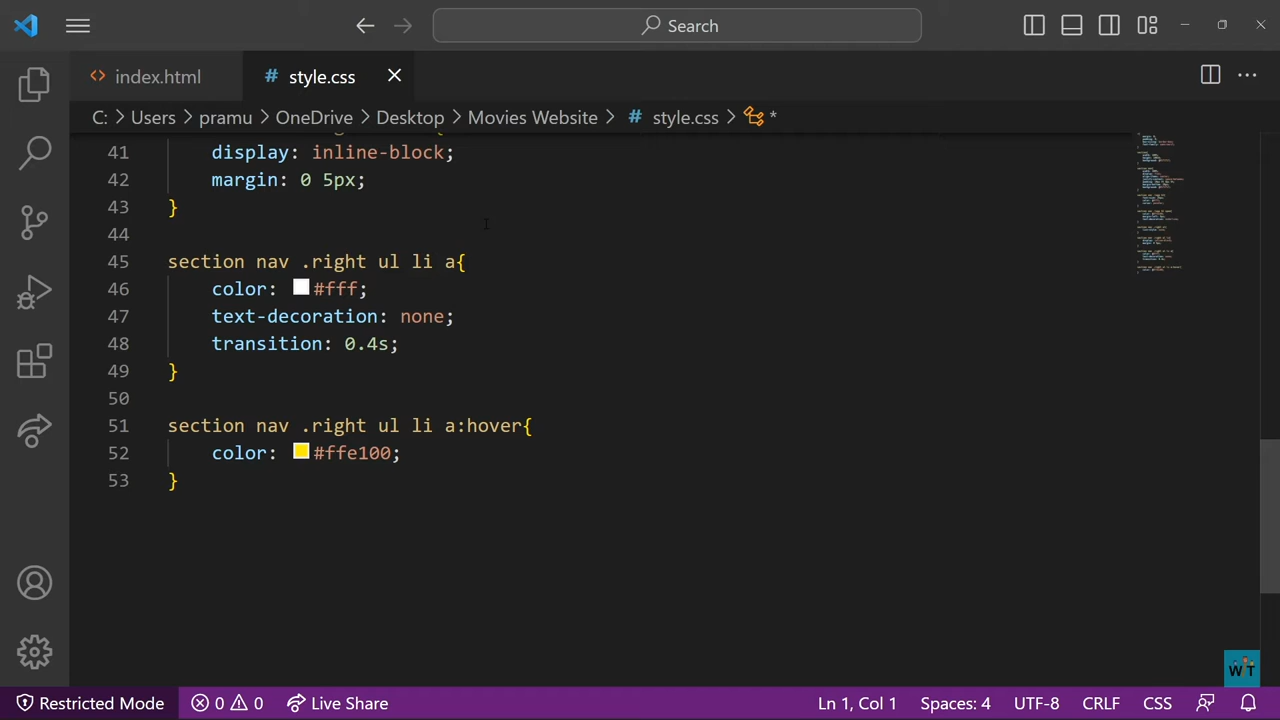 Search
index.html
# style.css
C: > Users > pramu > OneDrive > Desktop > Movies Website > # style.css > *
41 display: inline-block;
42 margin: 0 5px;
43 }
44
45 section nav .right ul li a{
46 color: #fff;
47 text-decoration: none;
48 transition: 0.4s;
49 }
50
51 section nav .right ul li a:hover{
52 color: #ffe100;
53 }
WT
Restricted Mode 0 0 Live Share Ln 1, Col 1 Spaces: 4 UTF-8 CRLF CSS